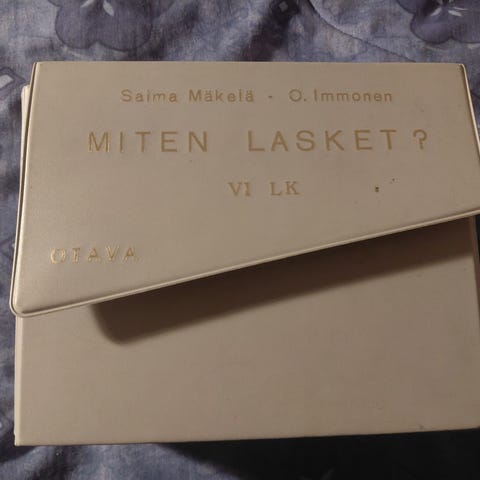 Saima Mäkelä - O. Immonen
MITEN LASKET?
VI LK
OTAVA